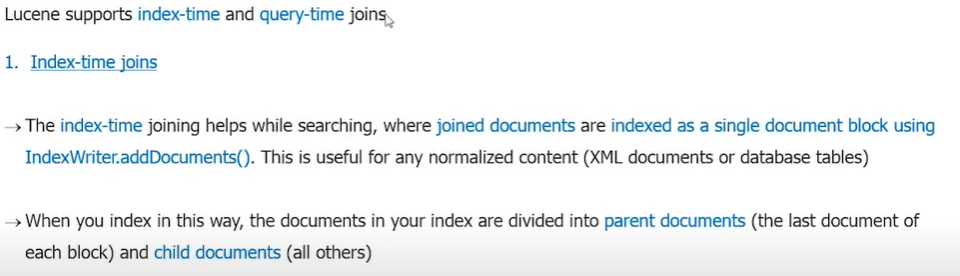 Lucene supports index-time and query-time joins
1. Index-time joins
→ The index-time joining helps while searching, where joined documents are indexed as a single document block using
IndexWriter.addDocuments(). This is useful for any normalized content (XML documents or database tables)
→ When you index in this way, the documents in your index are divided into parent documents (the last document of
each block) and child documents (all others)